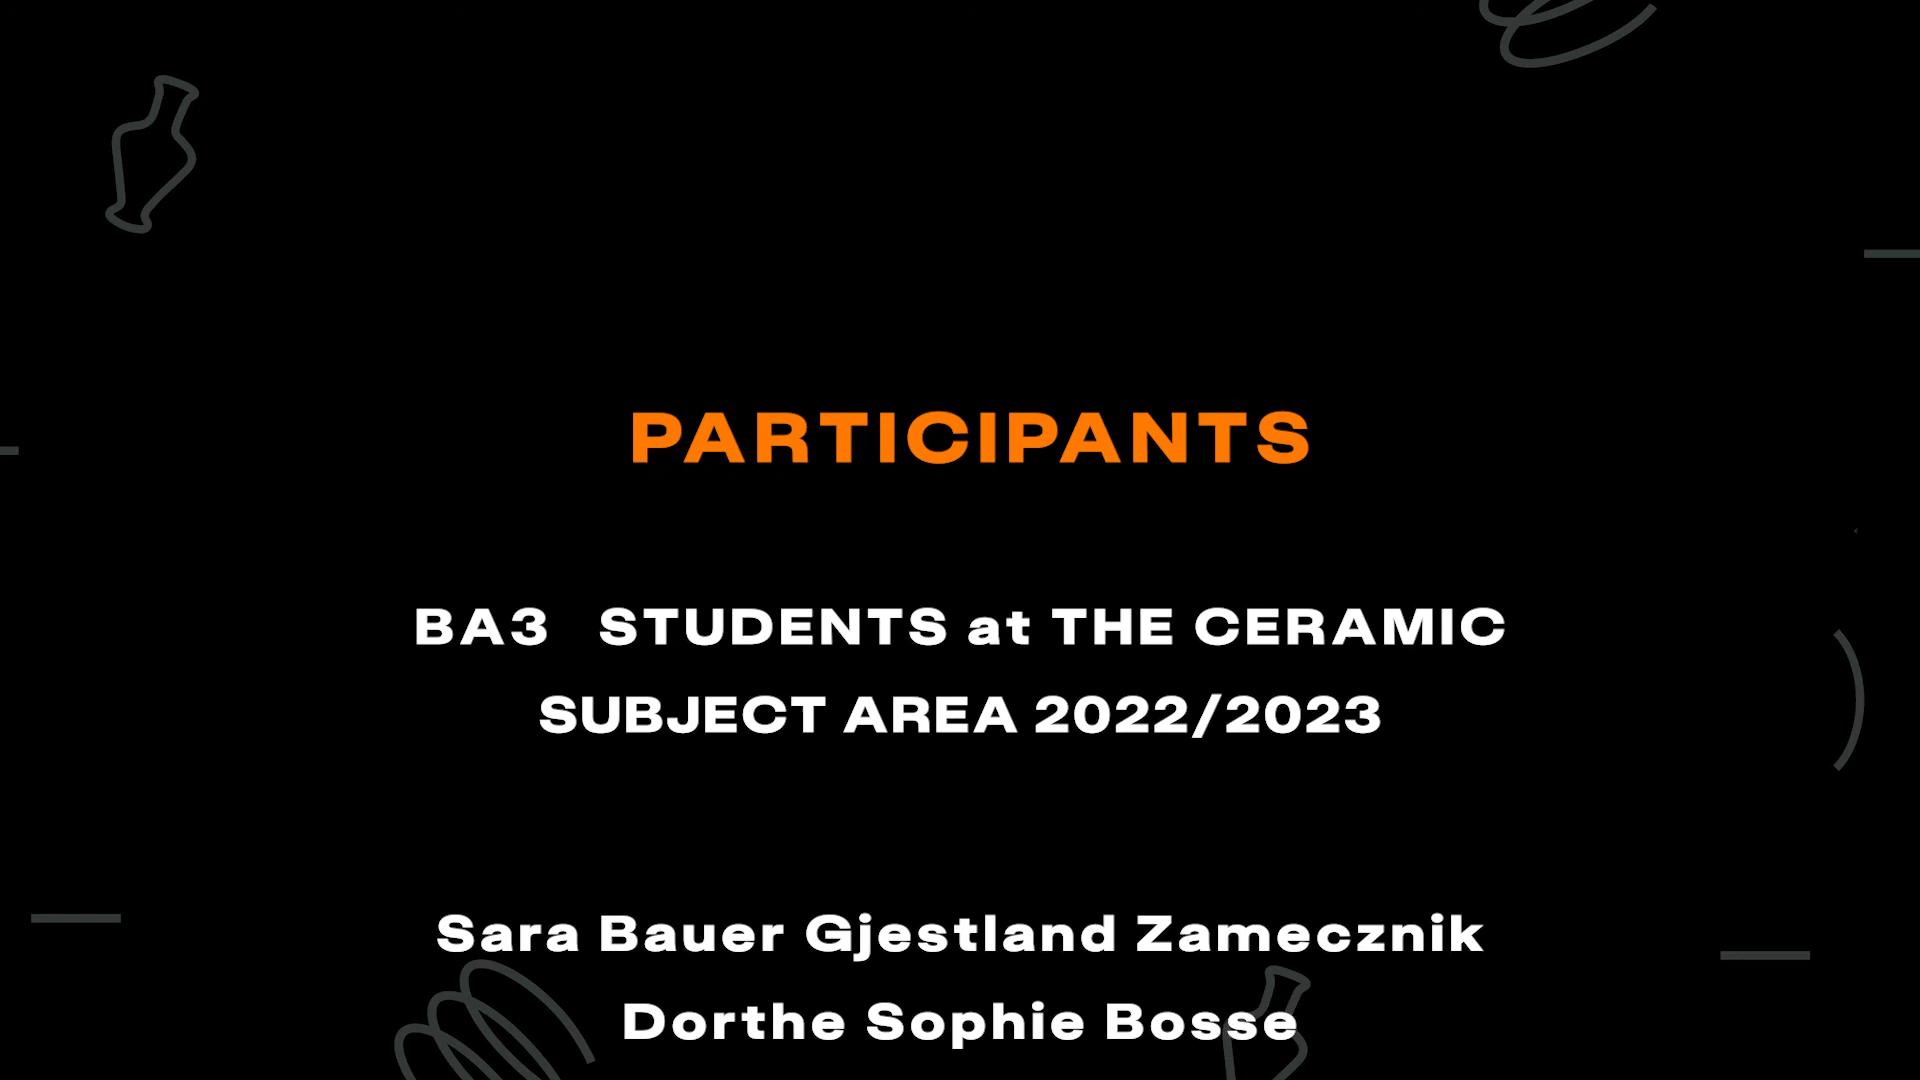 PARTICIPANTS
BA3 STUDENTS at THE CERAMIC
SUBJECT AREA 2022/2023
Sara Bauer Gjestland Zamecznik
Dorthe Sophie Bosse